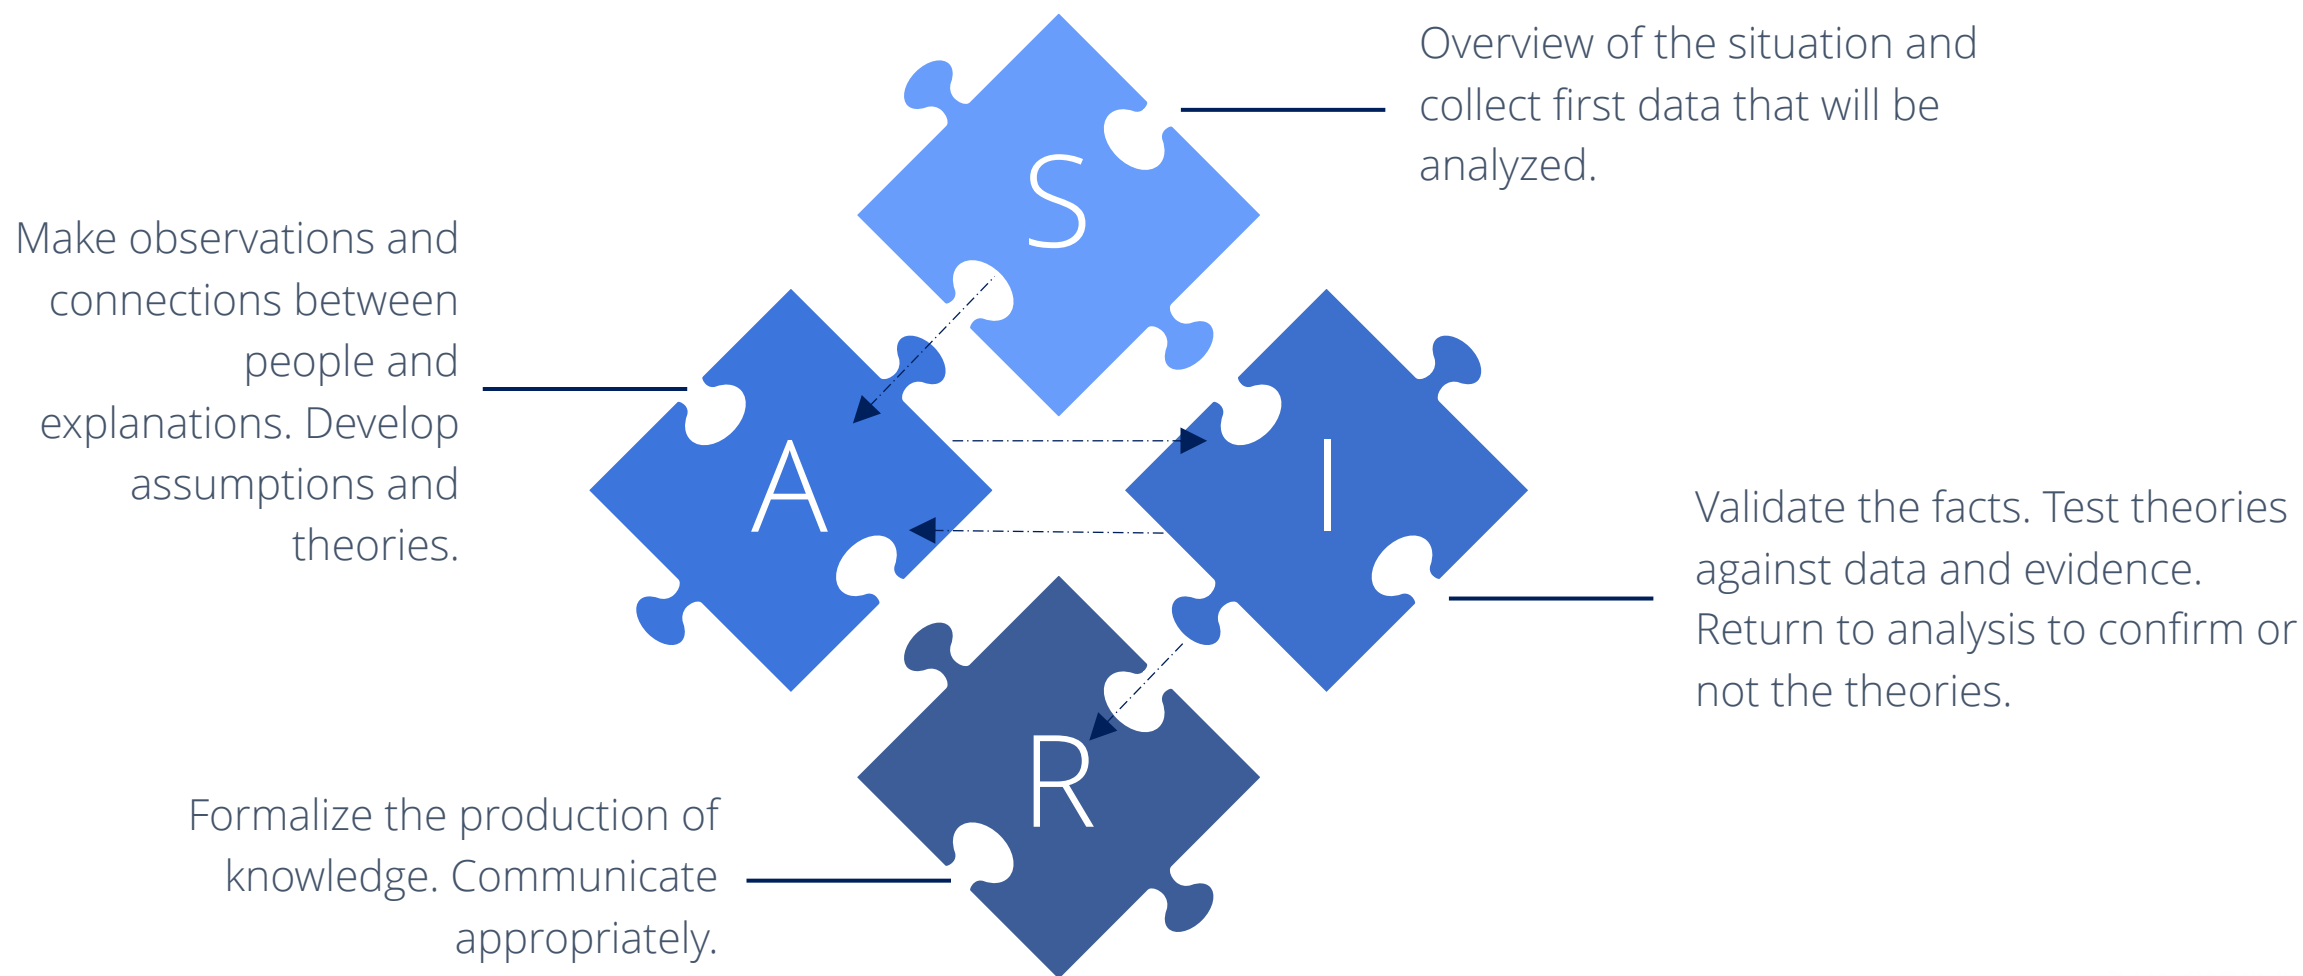 Overview of the situation and
collect first data that will be
analyzed.
S
Make observations and
connections between
people and
explanations. Develop
assumptions and
theories.
A
I
Validate the facts. Test theories
against data and evidence.
Return to analysis to confirm or
not the theories.
R
Formalize the production of
knowledge. Communicate
appropriately.